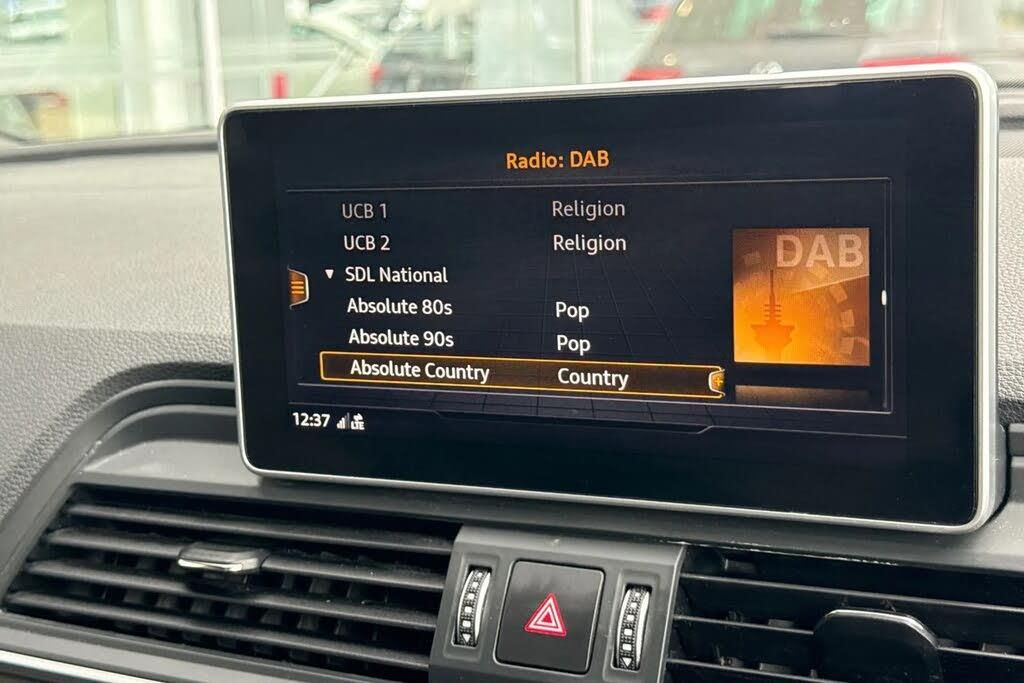 Radio: DAB
UCB 1 Religion
UCB 2 Religion
SDL National
Absolute 80s Pop
Absolute 90s Pop
Absolute Country Country
DAB
12:37 LTE